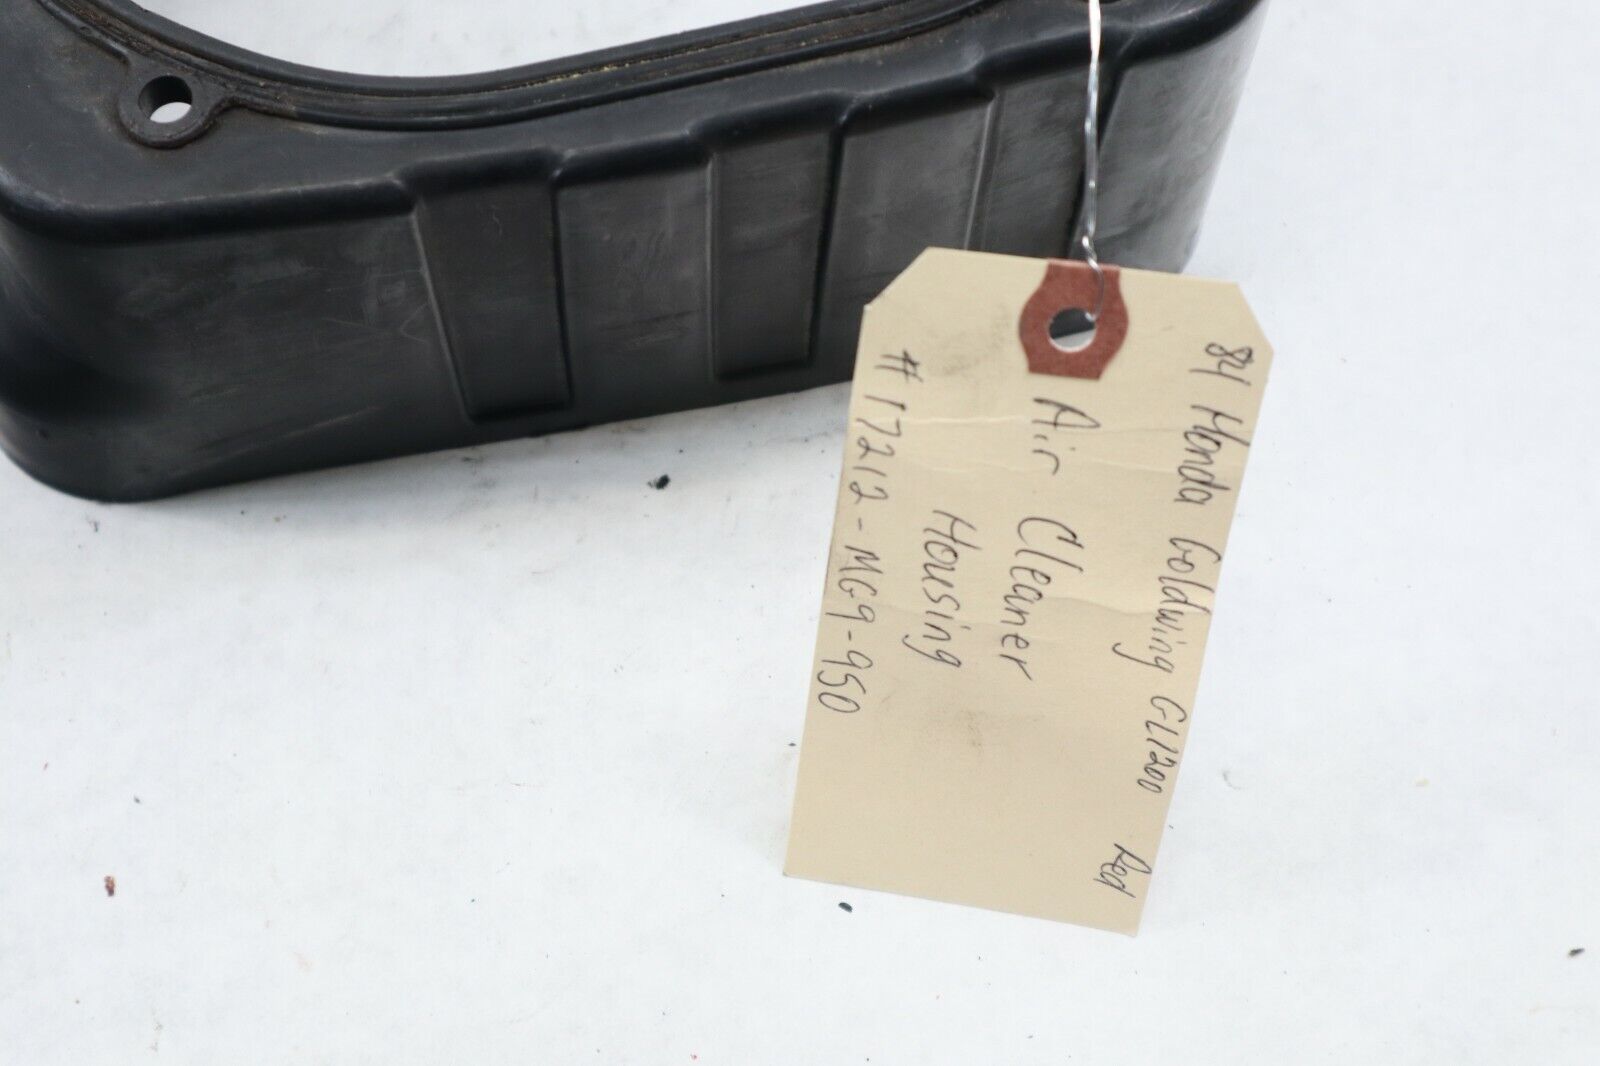 84 Honda Goldwing GL1200 Red
Air Cleaner
Housing
# 17212-MG9-950